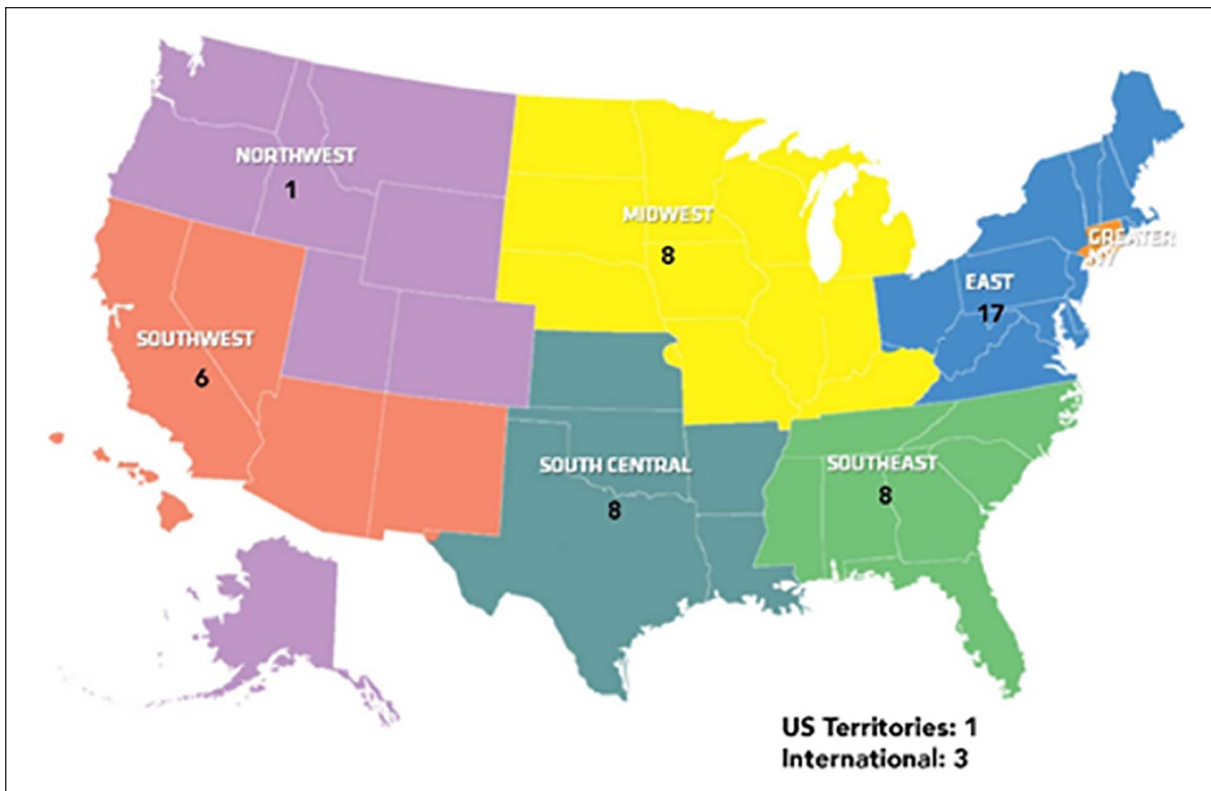 NORTHWEST
1
MIDWEST
8
GREATER
NY
EAST
17
SOUTHWEST
6
SOUTH CENTRAL
8
SOUTHEAST
8
US Territories: 1
International: 3